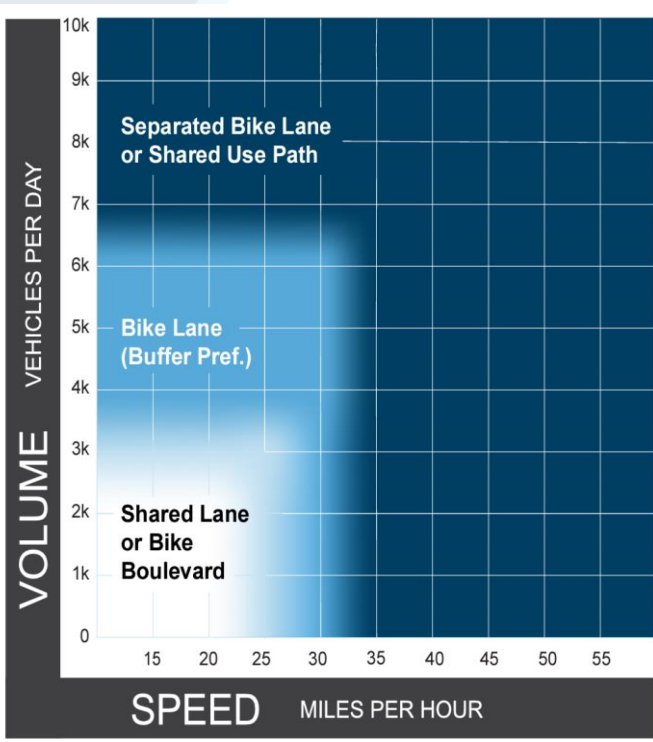 10k
9k
8k
7k
6k
5k
4k
3k
2k
1k
0
VOLUME VEHICLES PER DAY
Separated Bike Lane
or Shared Use Path
Bike Lane
(Buffer Pref.)
Shared Lane
or Bike
Boulevard
15 20 25 30 35 40 45 50 55
SPEED MILES PER HOUR